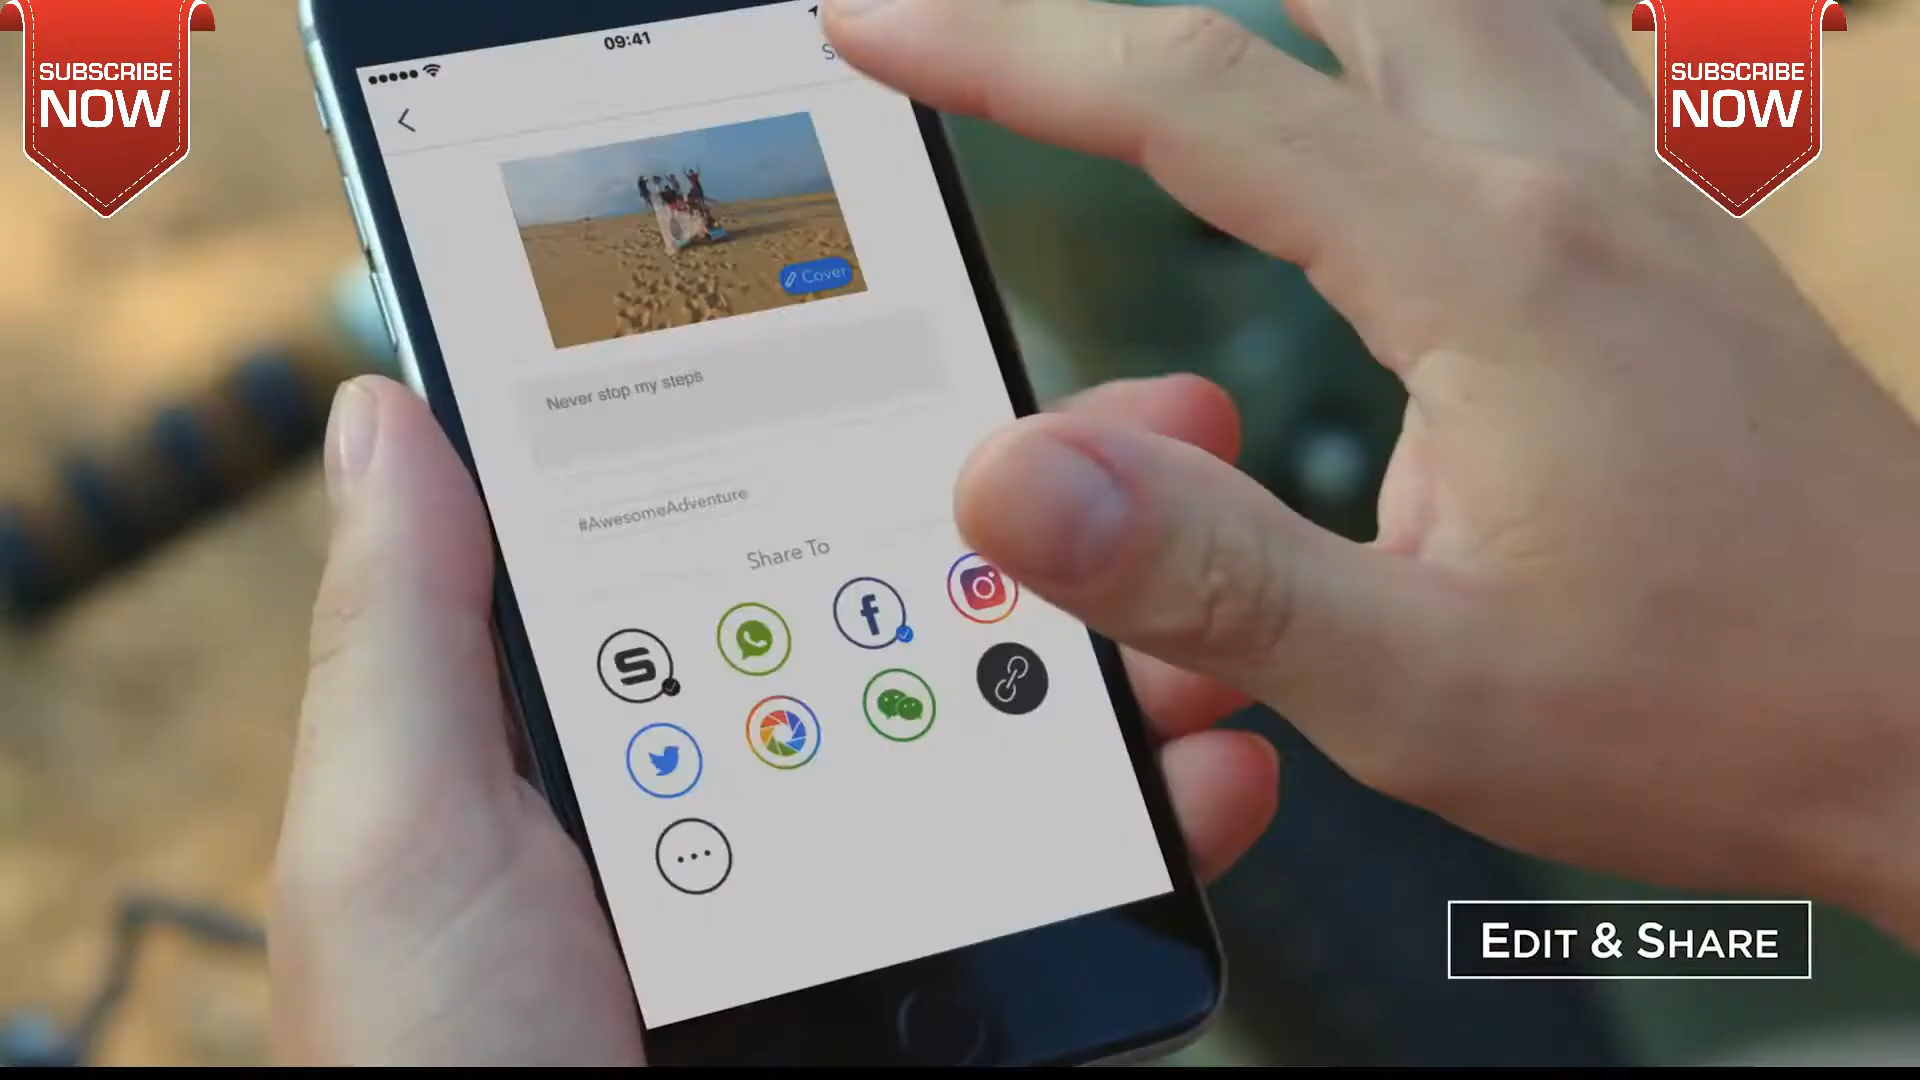 SUBSCRIBE
NOW
SUBSCRIBE
NOW
09:41
Cover
Never stop my steps
#AwesomeAdventure
Share To
EDIT & SHARE